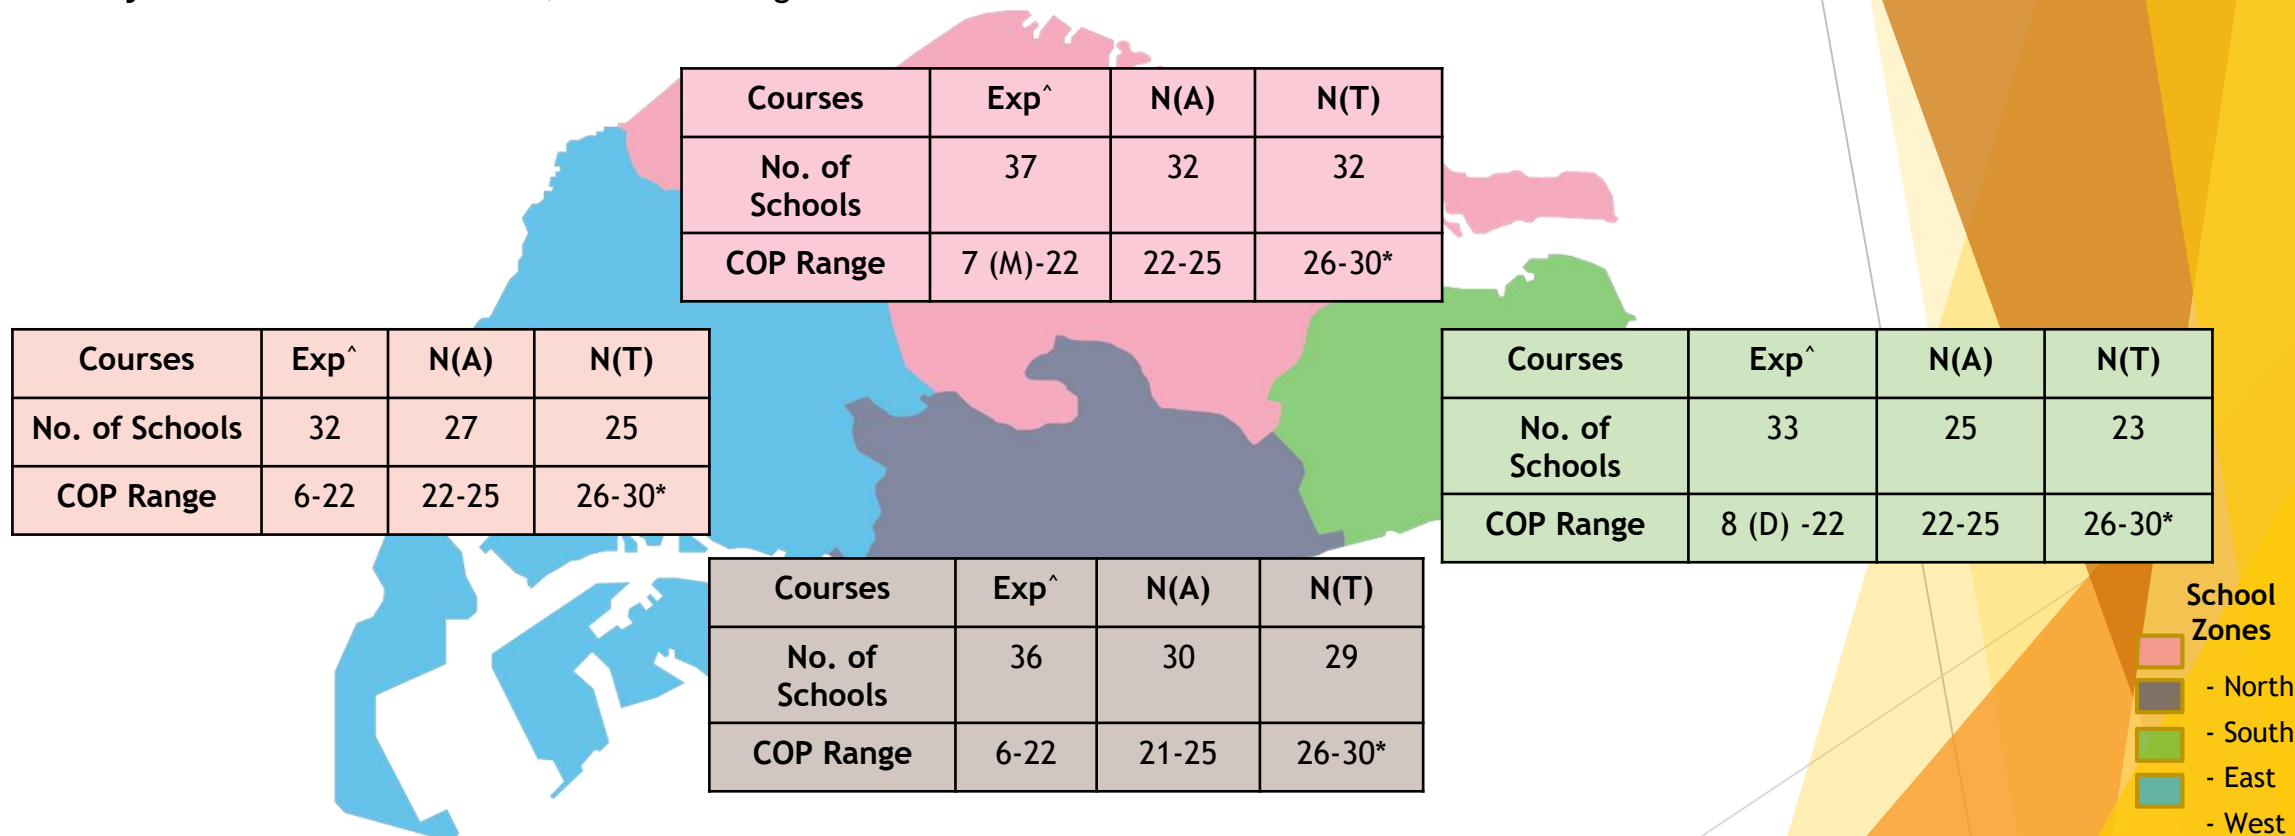 Courses Exp^ N(A) N(T)
No. of
Schools 37 32 32
COP Range 7 (M)-22 22-25 26-30*
Courses Exp^ N(A) N(T)
No. of Schools 32 27 25
COP Range 6-22 22-25 26-30*
Courses Exp^ N(A) N(T)
No. of
Schools 33 25 23
COP Range 8 (D) -22 22-25 26-30*
Courses Exp^ N(A) N(T)
No. of
Schools 36 30 29
COP Range 6-22 21-25 26-30*
School
Zones
- North
- South
- East
- West